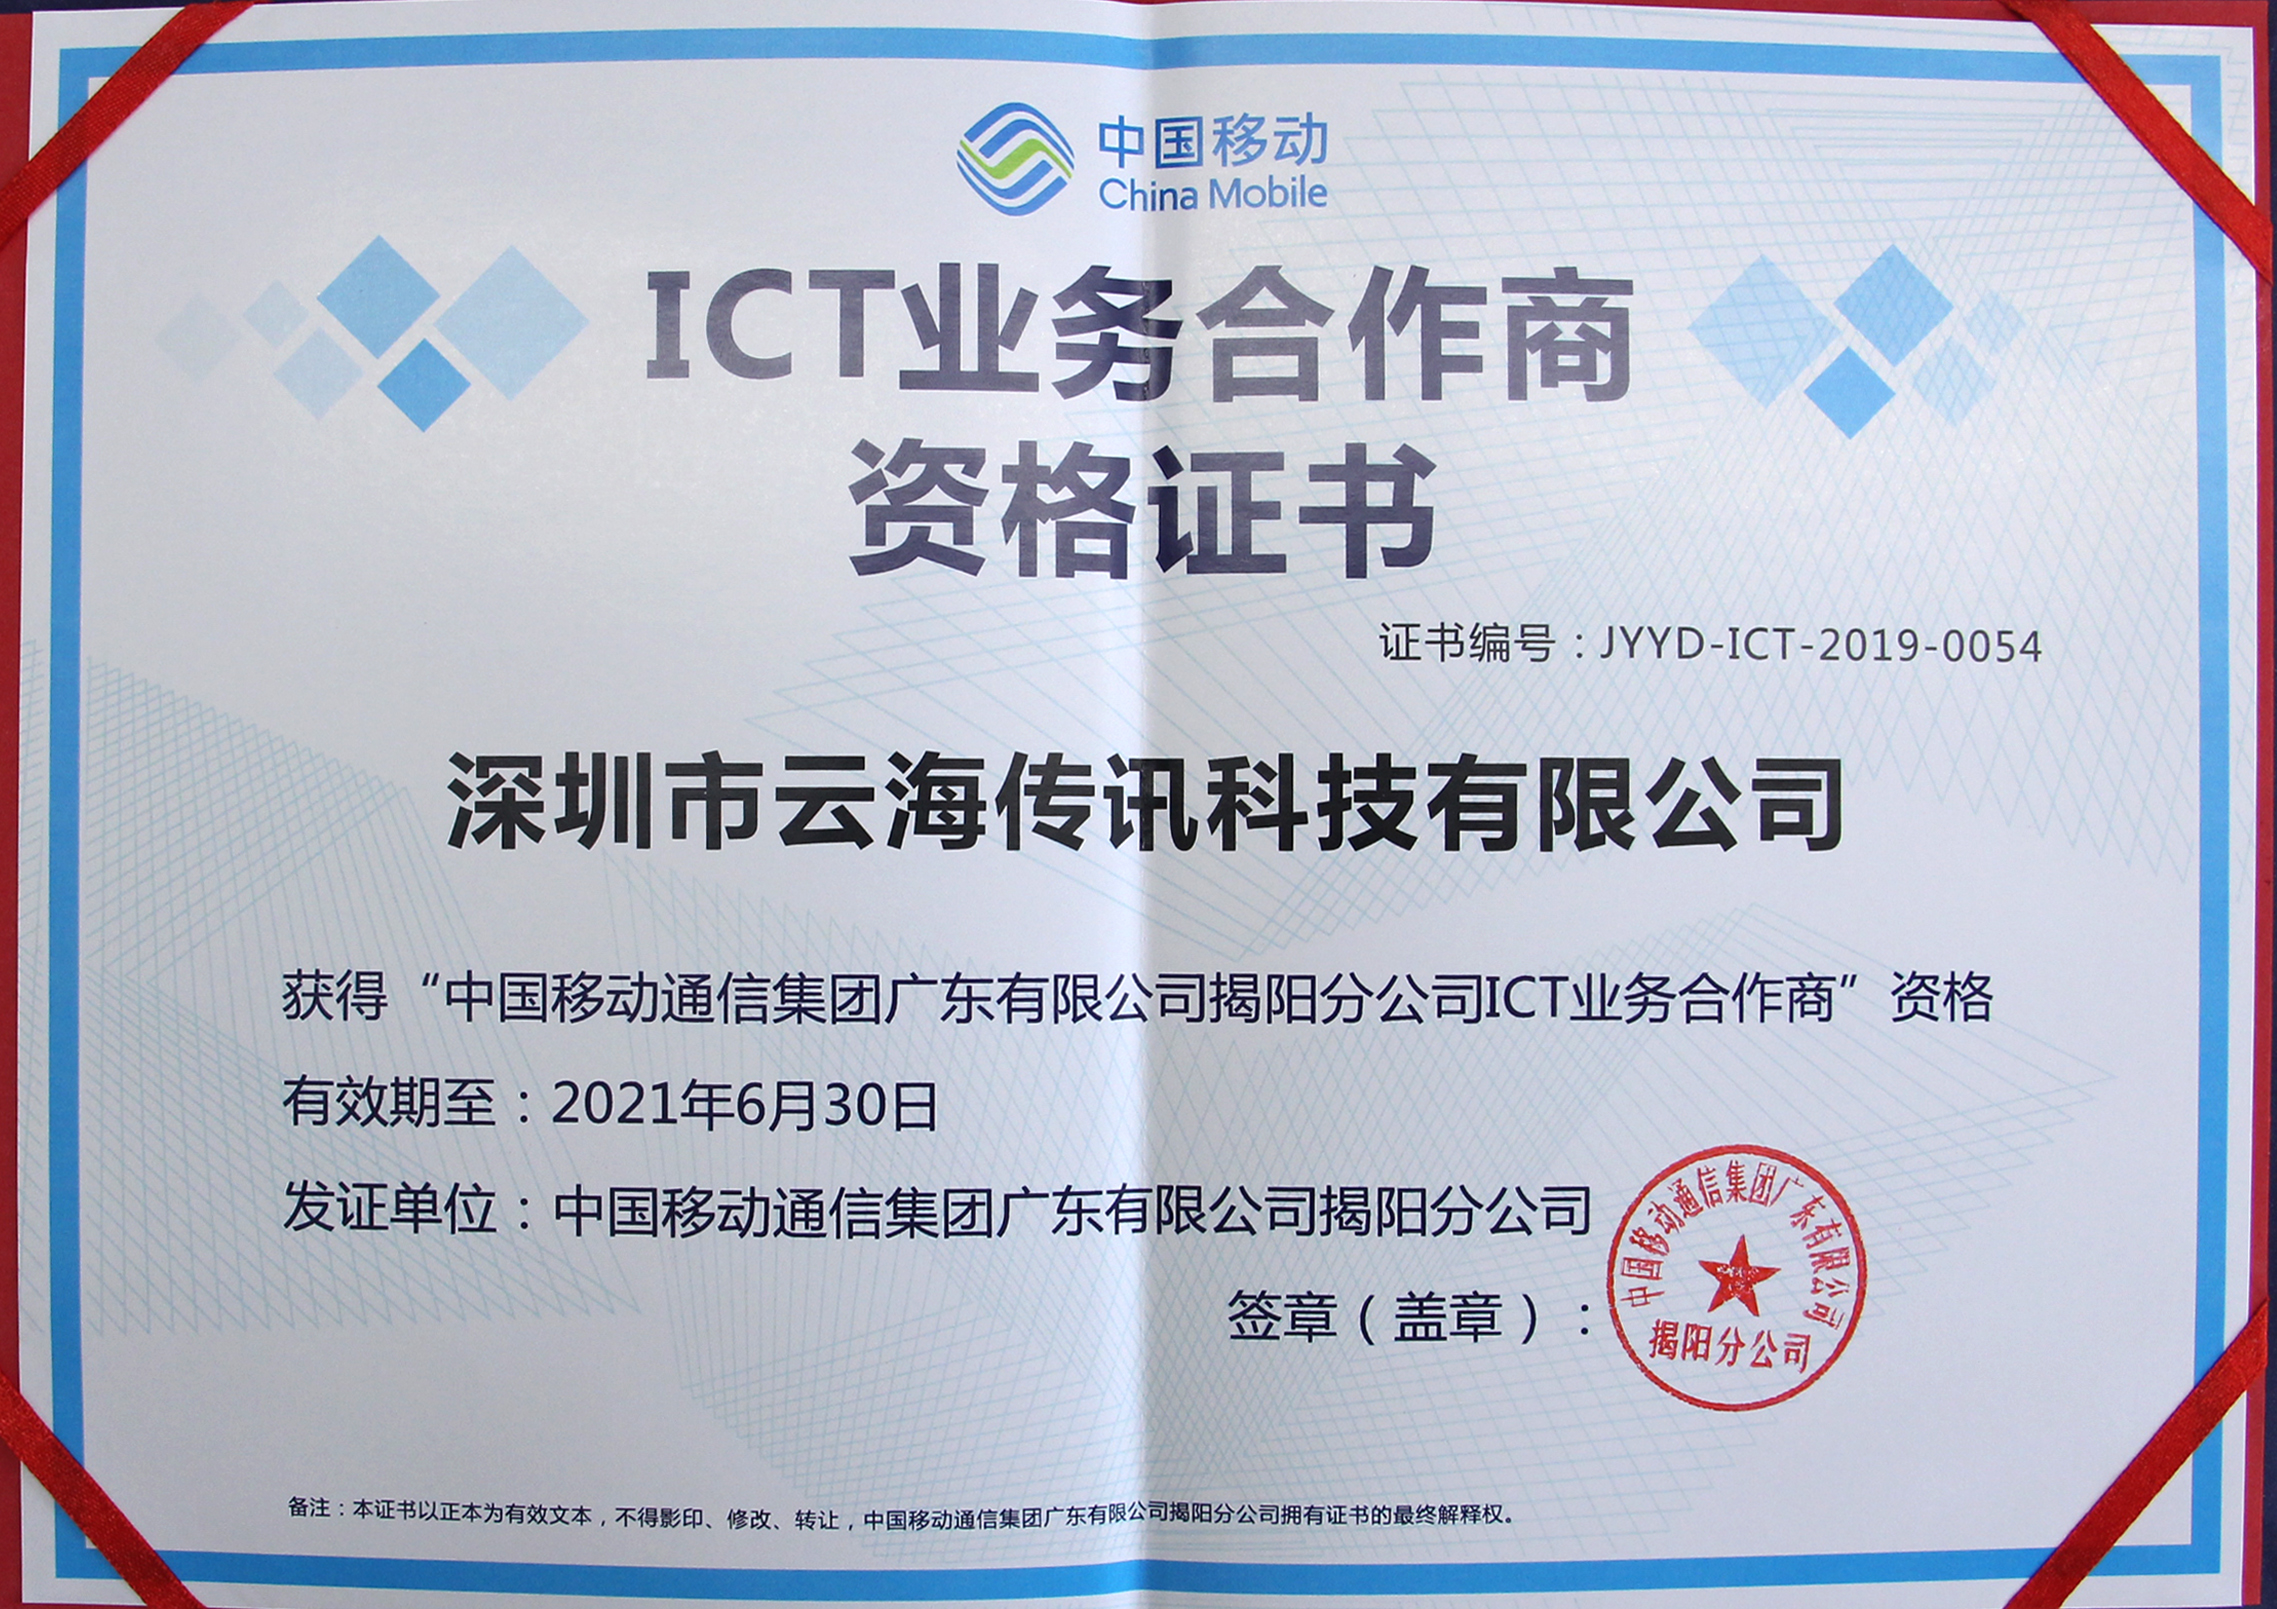 中国移动
China Mobile
ICT业务合作商
资格证书
证书编号：JYYD-ICT-2019-0054
深圳市云海传讯科技有限公司
获得“中国移动通信集团广东有限公司揭阳分公司ICT业务合作商”资格
有效期至：2021年6月30日
发证单位：中国移动通信集团广东有限公司揭阳分公司
签章（盖章）：
中国移动通信集团广东有限公司
揭阳分公司
备注：本证书以正本为有效文本，不得影印、修改、转让，中国移动通信集团广东有限公司揭阳分公司拥有证书的最终解释权。